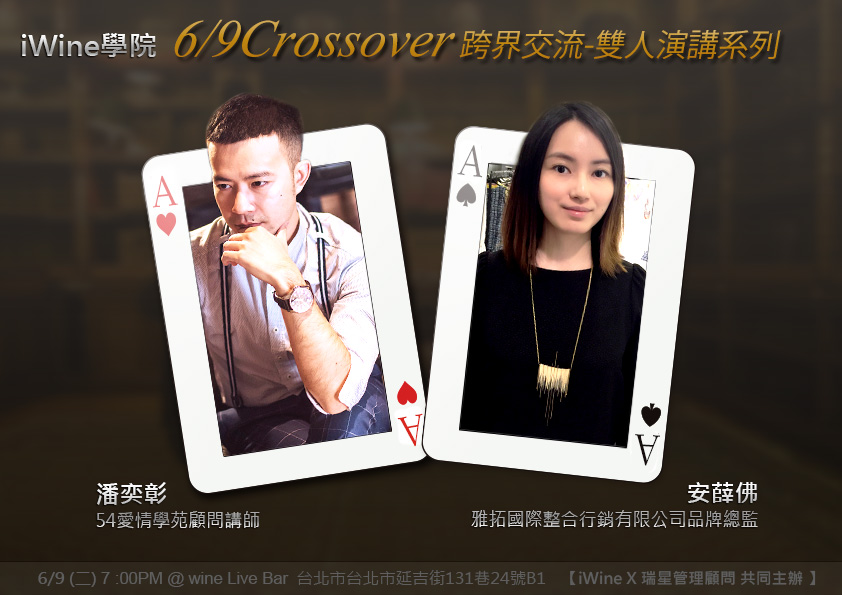 iWine學院 6/9Crossover 跨界交流-雙人演講系列
A
A
A
A
潘奕彰
54愛情學苑顧問講師
安薛佛
雅拓國際整合行銷有限公司品牌總監
6/9 (二) 7 :00PM @ wine Live Bar 台北市台北市延吉街131巷24號B1 【 iWine X 瑞星管理顧問 共同主辦 】